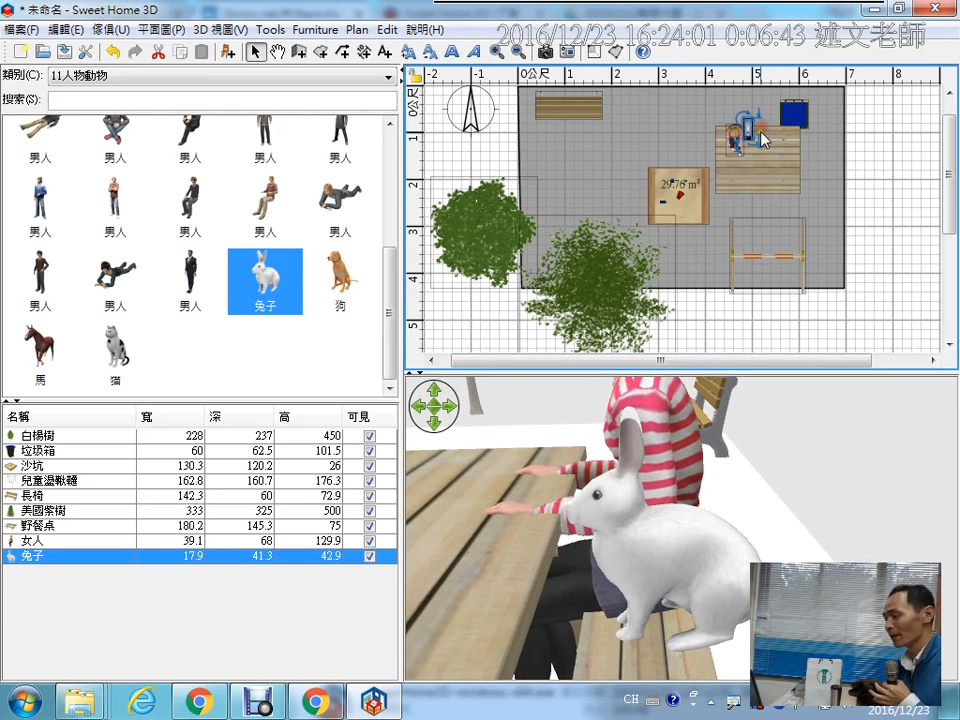 * 未命名 - Sweet Home 3D
檔案(F) 編輯(E) 傢俱(U) 平面圖(P) 3D 視圖(V) Tools Furniture Plan Edit 說明(H)
2016/12/23 16:24:01 0:06:43 述文老師
類別(C): 11人物動物
搜索(S):
男人 男人 男人 男人 男人
男人 男人 男人 男人 男人
男人 男人 男人 兔子 狗
馬 猫
名稱 寬 深 高 可見
白楊樹 228 237 450
垃圾箱 60 62.5 101.5
沙坑 130.3 120.2 26
兒童盪鞦韆 162.8 160.7 176.3
長椅 142.3 60 72.9
美國紫樹 333 325 500
野餐桌 180.2 145.3 75
女人 39.1 68 129.9
兔子 17.9 41.3 42.9
-2 -1 0公尺 1 2 3 4 5 6 7 8
0公尺
1
2
3
4
5
29.76 m²
CH
2016/12/23